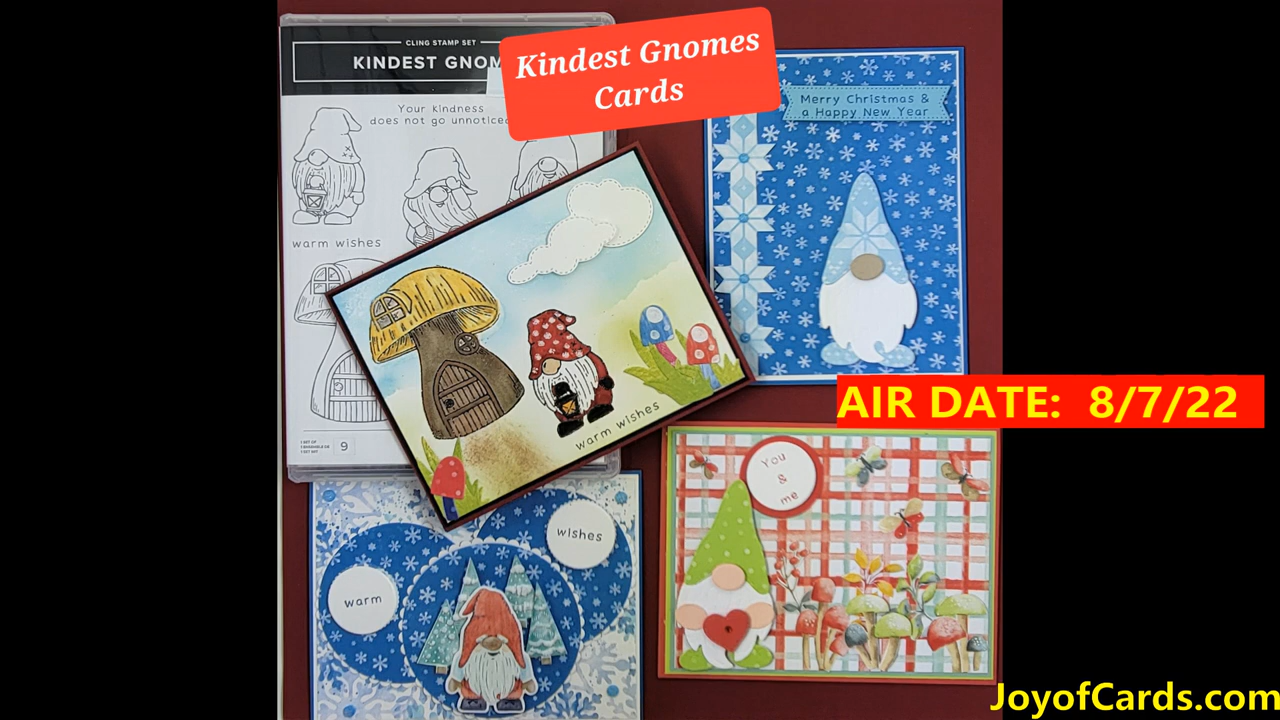 CLING STAMP SET
KINDEST GNOM
Kindest Gnomes
Cards
Your kindness
does not go unnoticed
warm wishes
9
Merry Christmas &
a Happy New Year
warm wishes
AIR DATE: 8/7/22
You
&
me
wishes
warm
JoyofCards.com